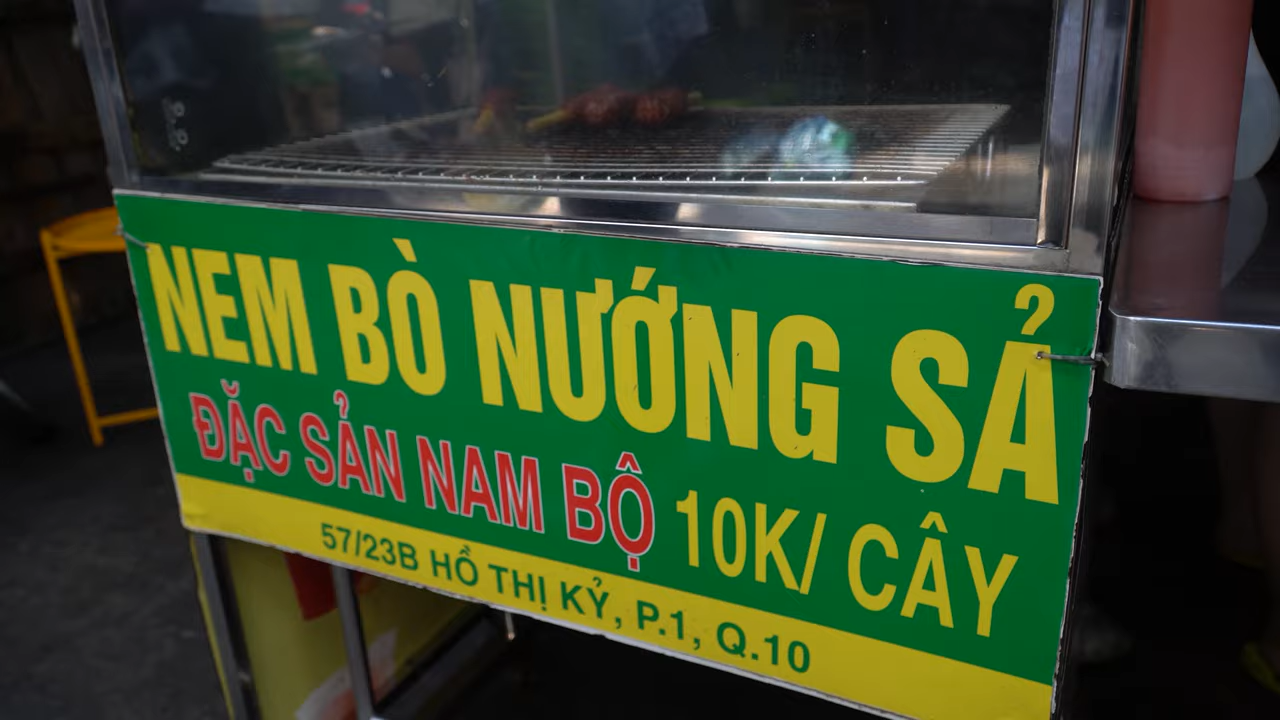 NEM BÒ NƯỚNG SẢ
ĐẶC SẢN NAM BỘ 10K/ CÂY
57/23B HỒ THỊ KỶ, P.1, Q.10